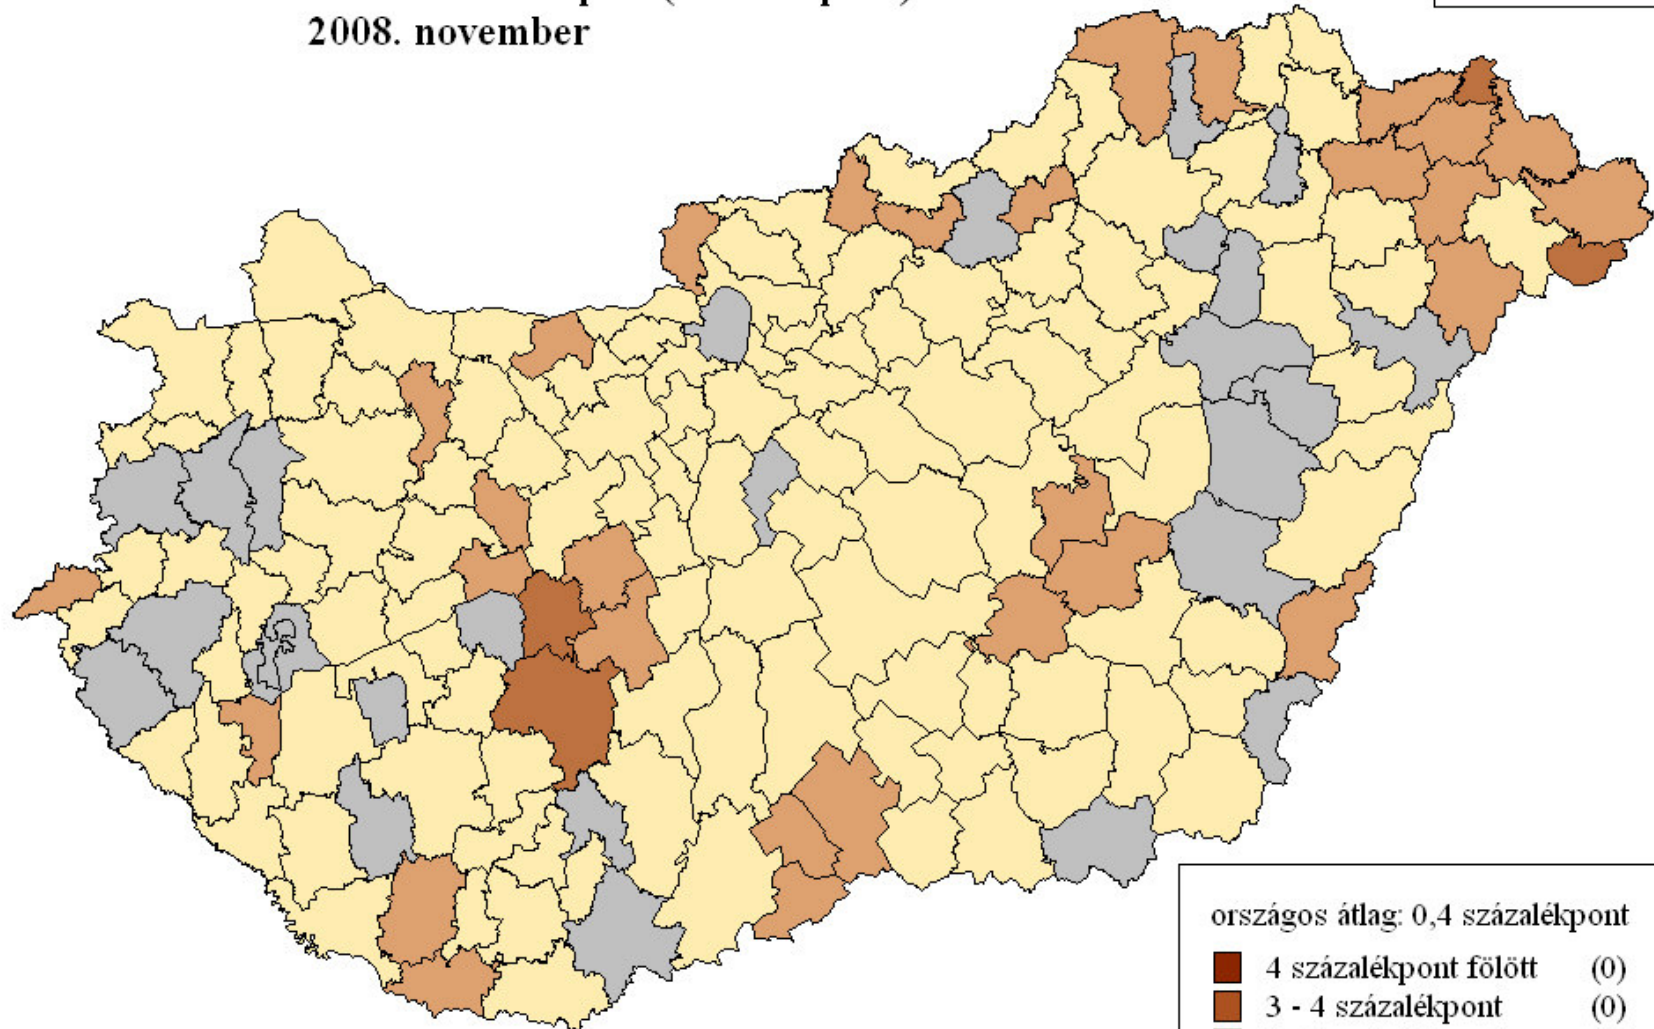 2008. november
országos átlag: 0,4 százalékpont
4 százalékpont fölött (0)
3 - 4 százalékpont (0)